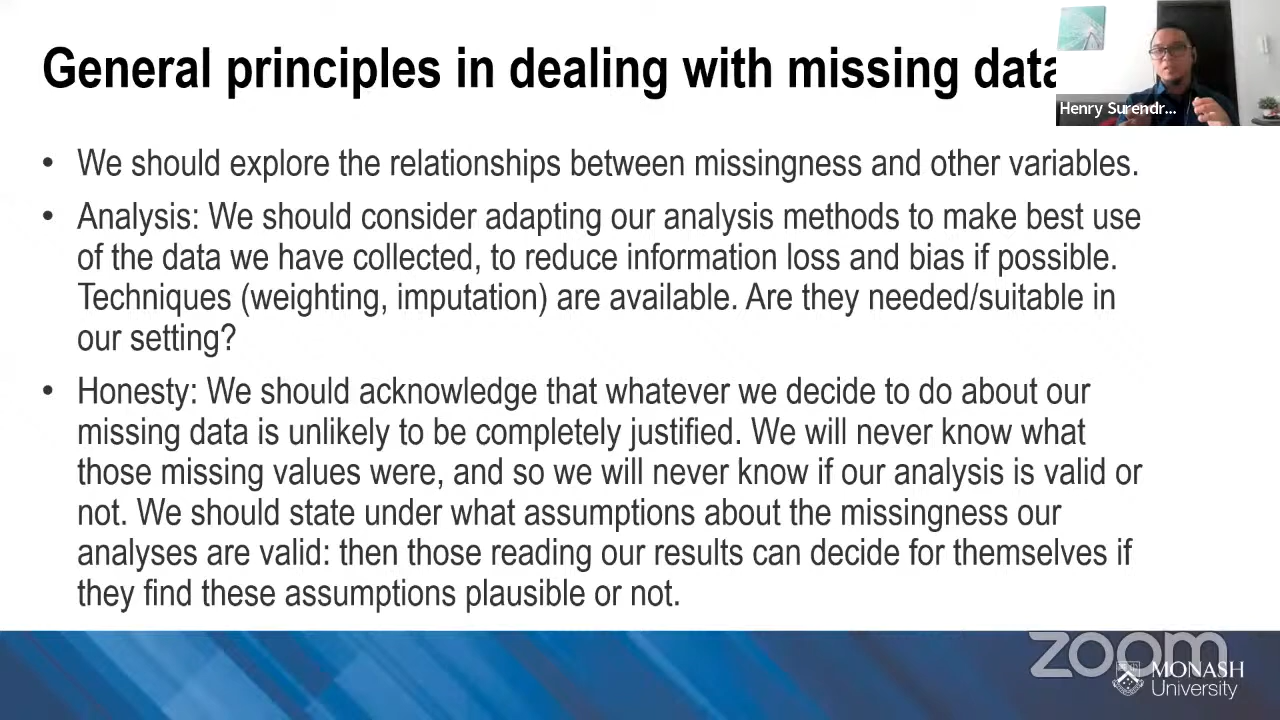 General principles in dealing with missing data
Henry Surendr...
• We should explore the relationships between missingness and other variables.
• Analysis: We should consider adapting our analysis methods to make best use
of the data we have collected, to reduce information loss and bias if possible.
Techniques (weighting, imputation) are available. Are they needed/suitable in
our setting?
• Honesty: We should acknowledge that whatever we decide to do about our
missing data is unlikely to be completely justified. We will never know what
those missing values were, and so we will never know if our analysis is valid or
not. We should state under what assumptions about the missingness our
analyses are valid: then those reading our results can decide for themselves if
they find these assumptions plausible or not.
zoom
MONASH
University